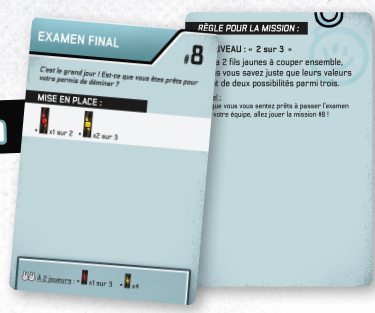 EXAMEN FINAL
#8
C'est le grand jour ! Est-ce que vous êtes prêts pour
votre permis de déminer ?
MISE EN PLACE :
• x1 sur 2 • x2 sur 3
À 2 joueurs : • x1 sur 3 • x4
RÈGLE POUR LA MISSION :
UVEAU : « 2 sur 3 »
a 2 fils jaunes à couper ensemble,
s vous savez juste que leurs valeurs
t de deux possibilités parmi trois.
que vous vous sentez prêts à passer l'examen
votre équipe, allez jouer la mission #8 !